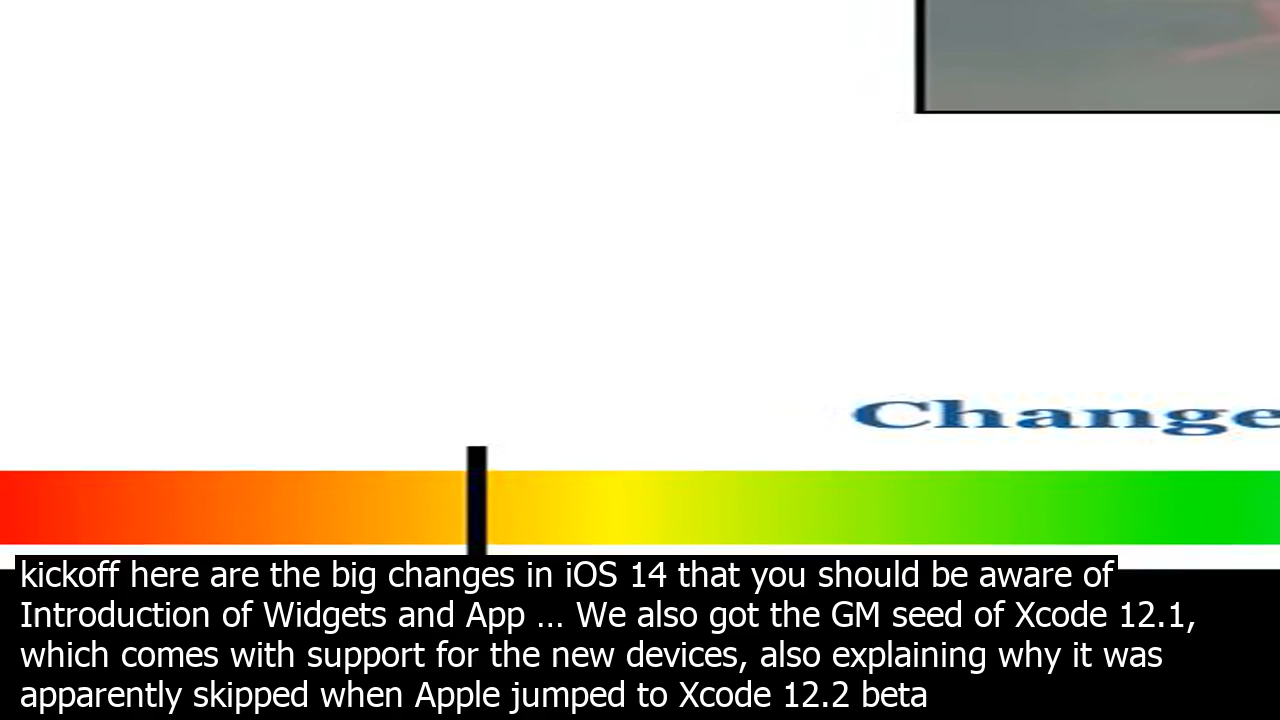 Change
kickoff here are the big changes in iOS 14 that you should be aware of
Introduction of Widgets and App ... We also got the GM seed of Xcode 12.1,
which comes with support for the new devices, also explaining why it was
apparently skipped when Apple jumped to Xcode 12.2 beta